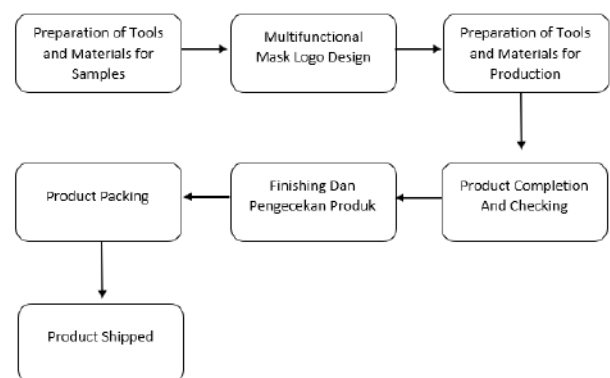 Preparation of Tools
and Materials for
Samples
Multifunctional
Mask Logo Design
Preparation of Tools
and Materials for
Production
Product Completion
And Checking
Finishing Dan
Pengecekan Produk
Product Packing
Product Shipped